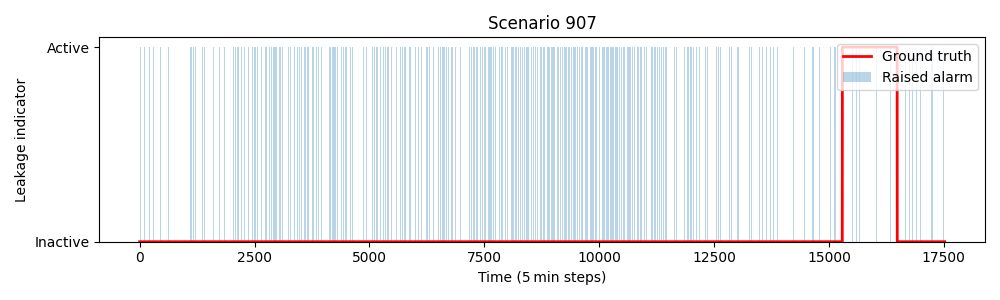 Scenario 907
Active
Inactive
Leakage indicator
Ground truth
Raised alarm
0
2500
5000
7500
10000
12500
15000
17500
Time (5 min steps)